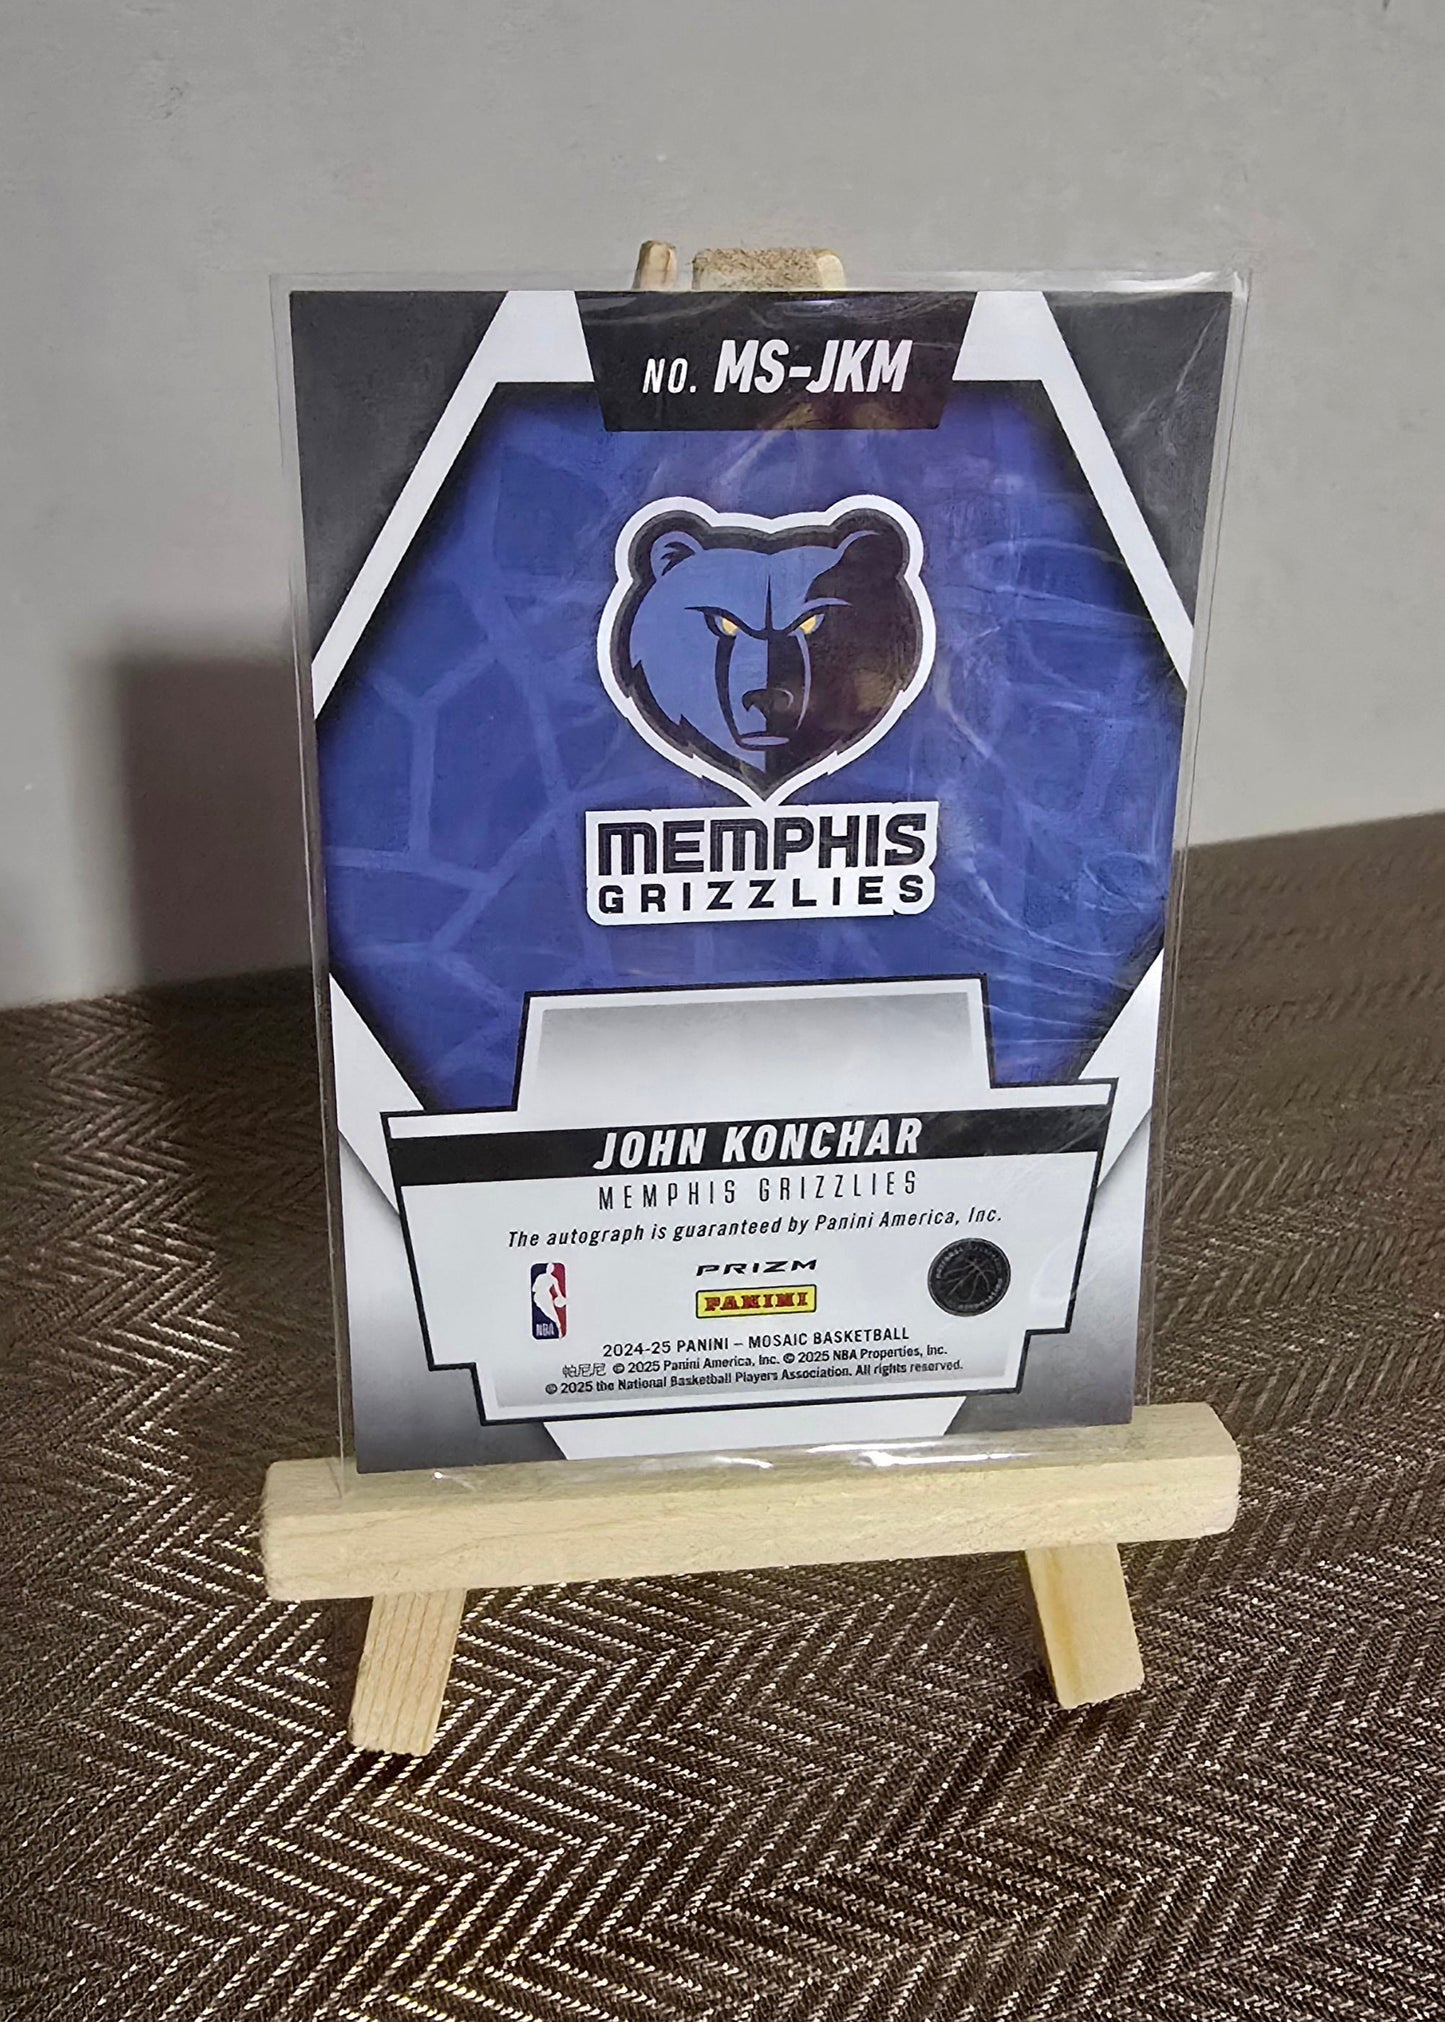 NO. MS-JKM
MEMPHIS
GRIZZLIES
JOHN KONCHAR
MEMPHIS GRIZZLIES
The autograph is guaranteed by Panini America, Inc.
PRIZM
PANINI
NBA
2024-25 PANINI – MOSAIC BASKETBALL
帕尼尼 © 2025 Panini America, Inc. © 2025 NBA Properties, Inc.
© 2025 the National Basketball Players Association. All rights reserved.